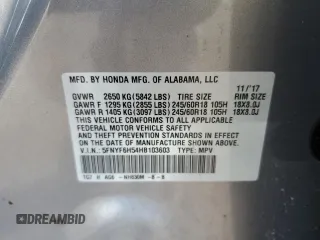 MFD. BY HONDA MFG. OF ALABAMA, LLC
11/'17
GVWR 2650 KG (5842 LBS) TIRE SIZE RIM SIZE
GAWR F 1295 KG (2855 LBS) 245/60R18 105H 18X8.0J
GAWR R 1405 KG (3097 LBS) 245/60R18 105H 18X8.0J
THIS VEHICLE CONFORMS TO ALL APPLICABLE
FEDERAL MOTOR VEHICLE
SAFETY AND THEFT PREVENTION STANDARDS IN EFFECT
ON THE DATE OF MANUFACTURE SHOWN ABOVE.
V.I.N.: 5FNYF6H54HB103603 TYPE: MPV